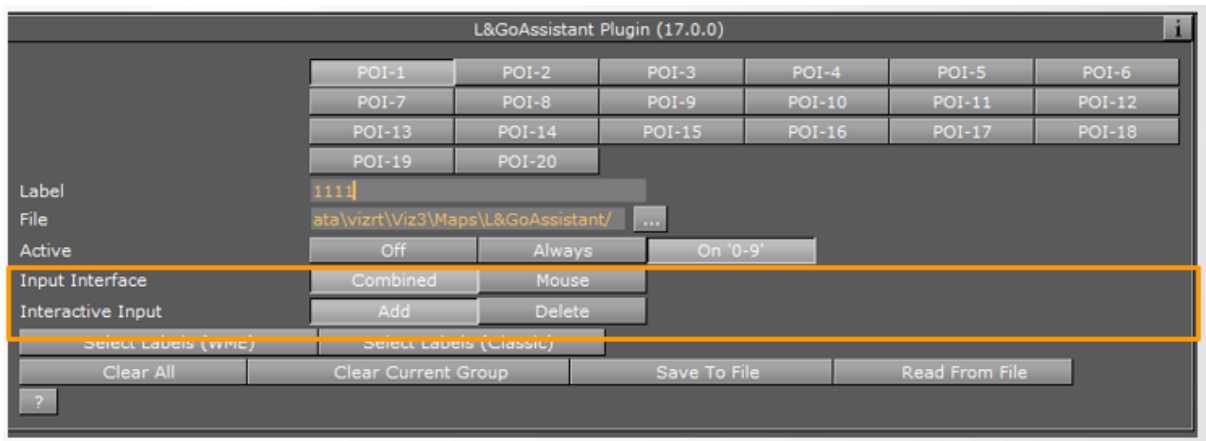 L&GoAssistant Plugin (17.0.0) i
POI-1 POI-2 POI-3 POI-4 POI-5 POI-6
POI-7 POI-8 POI-9 POI-10 POI-11 POI-12
POI-13 POI-14 POI-15 POI-16 POI-17 POI-18
POI-19 POI-20
Label 1111
File ata\vizrt\Viz3\Maps\L&GoAssistant/ ...
Active Off Always On '0-9'
Input Interface Combined Mouse
Interactive Input Add Delete
Select Labels (WME) Select Labels (Classic)
Clear All Clear Current Group Save To File Read From File
?